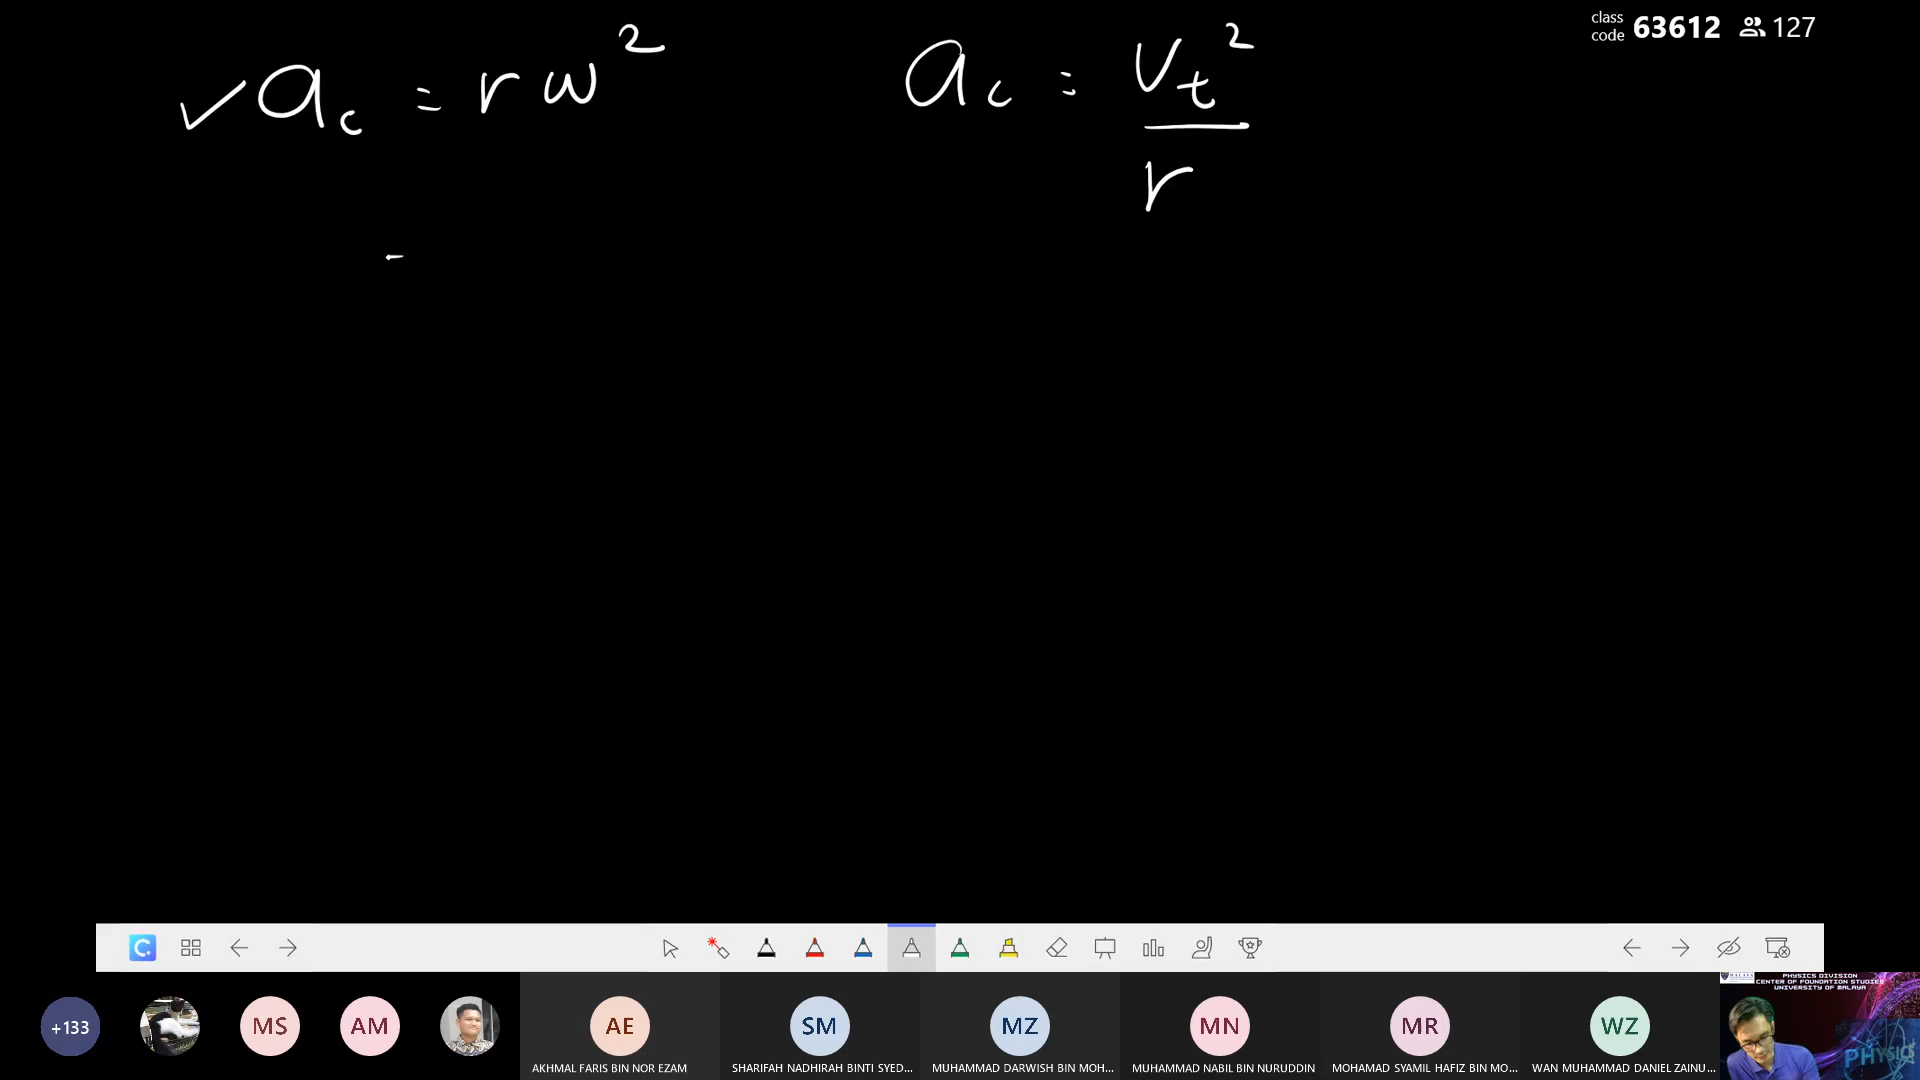 class code 63612 127
✓ a_c = rω²
a_c = v_t² / r
-
C.
+133
MS
AM
AE
SM
MZ
MN
MR
WZ
AKHMAL FARIS BIN NOR EZAM
SHARIFAH NADHIRAH BINTI SYED...
MUHAMMAD DARWISH BIN MOH...
MUHAMMAD NABIL BIN NURUDDIN
MOHAMAD SYAMIL HAFIZ BIN MO...
WAN MUHAMMAD DANIEL ZAINU...
PHYSICS DIVISION
CENTER OF FOUNDATION STUDIES
UNIVERSITY OF MALAYA
PHYSICS